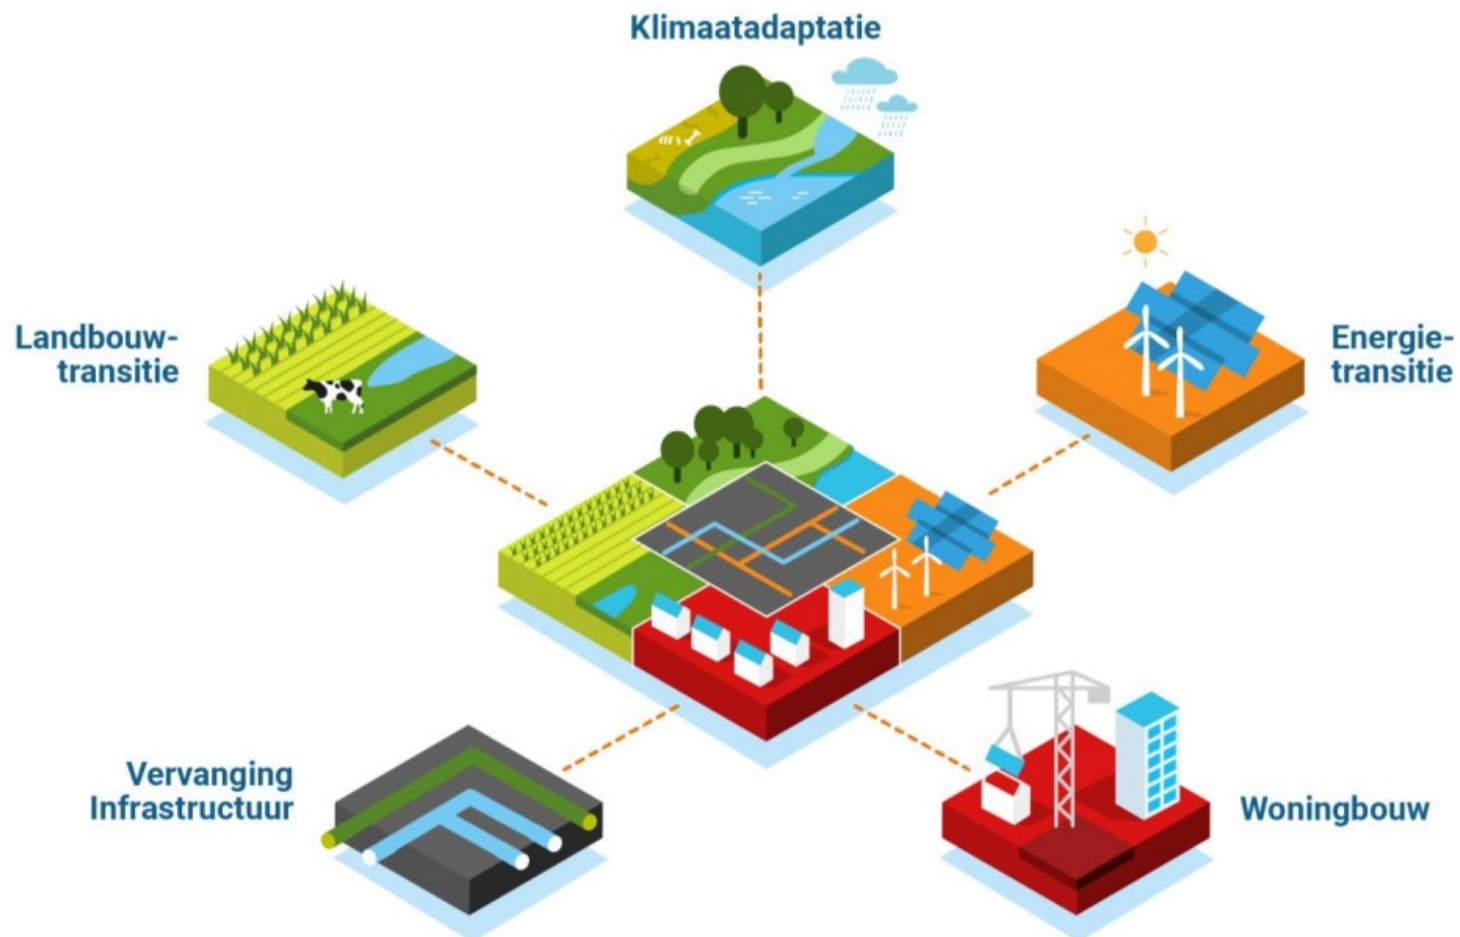 Klimaatadaptatie
Landbouw-
transitie
Energie-
transitie
Vervanging
Infrastructuur
Woningbouw